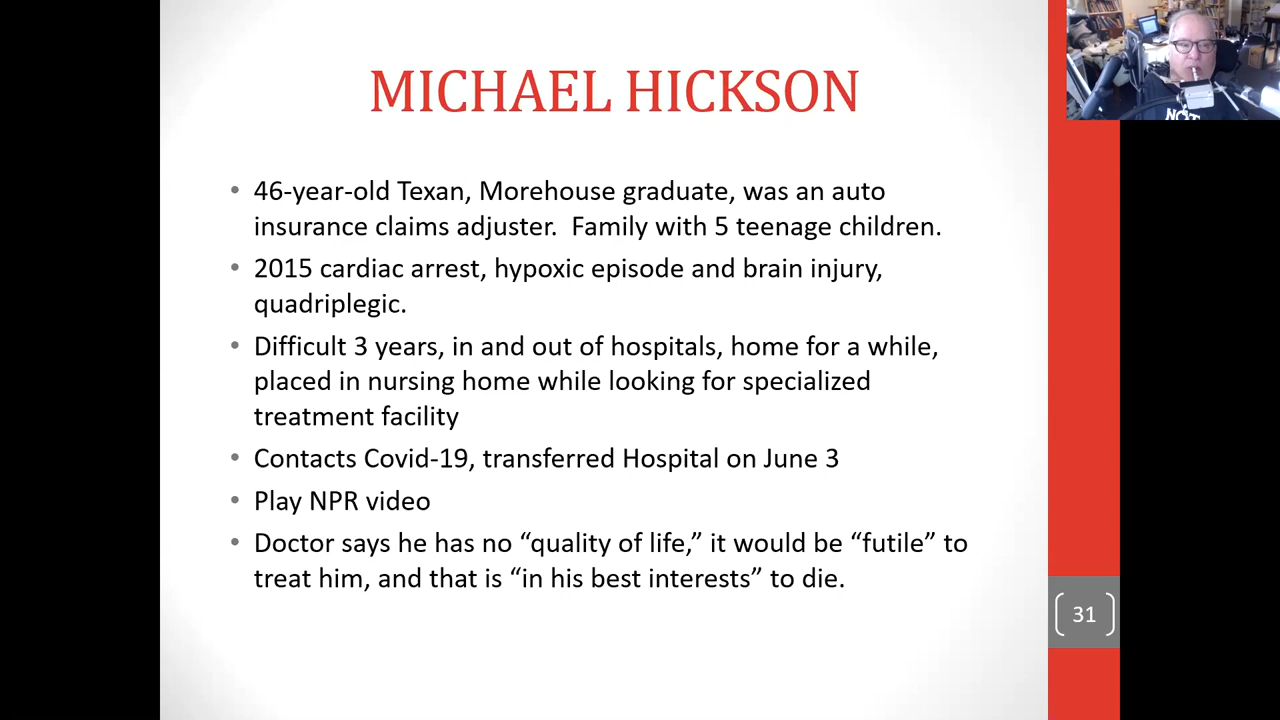 MICHAEL HICKSON
• 46-year-old Texan, Morehouse graduate, was an auto
insurance claims adjuster.  Family with 5 teenage children.
• 2015 cardiac arrest, hypoxic episode and brain injury,
quadriplegic.
• Difficult 3 years, in and out of hospitals, home for a while,
placed in nursing home while looking for specialized
treatment facility
• Contacts Covid-19, transferred Hospital on June 3
• Play NPR video
• Doctor says he has no “quality of life,” it would be “futile” to
treat him, and that is “in his best interests” to die.
31